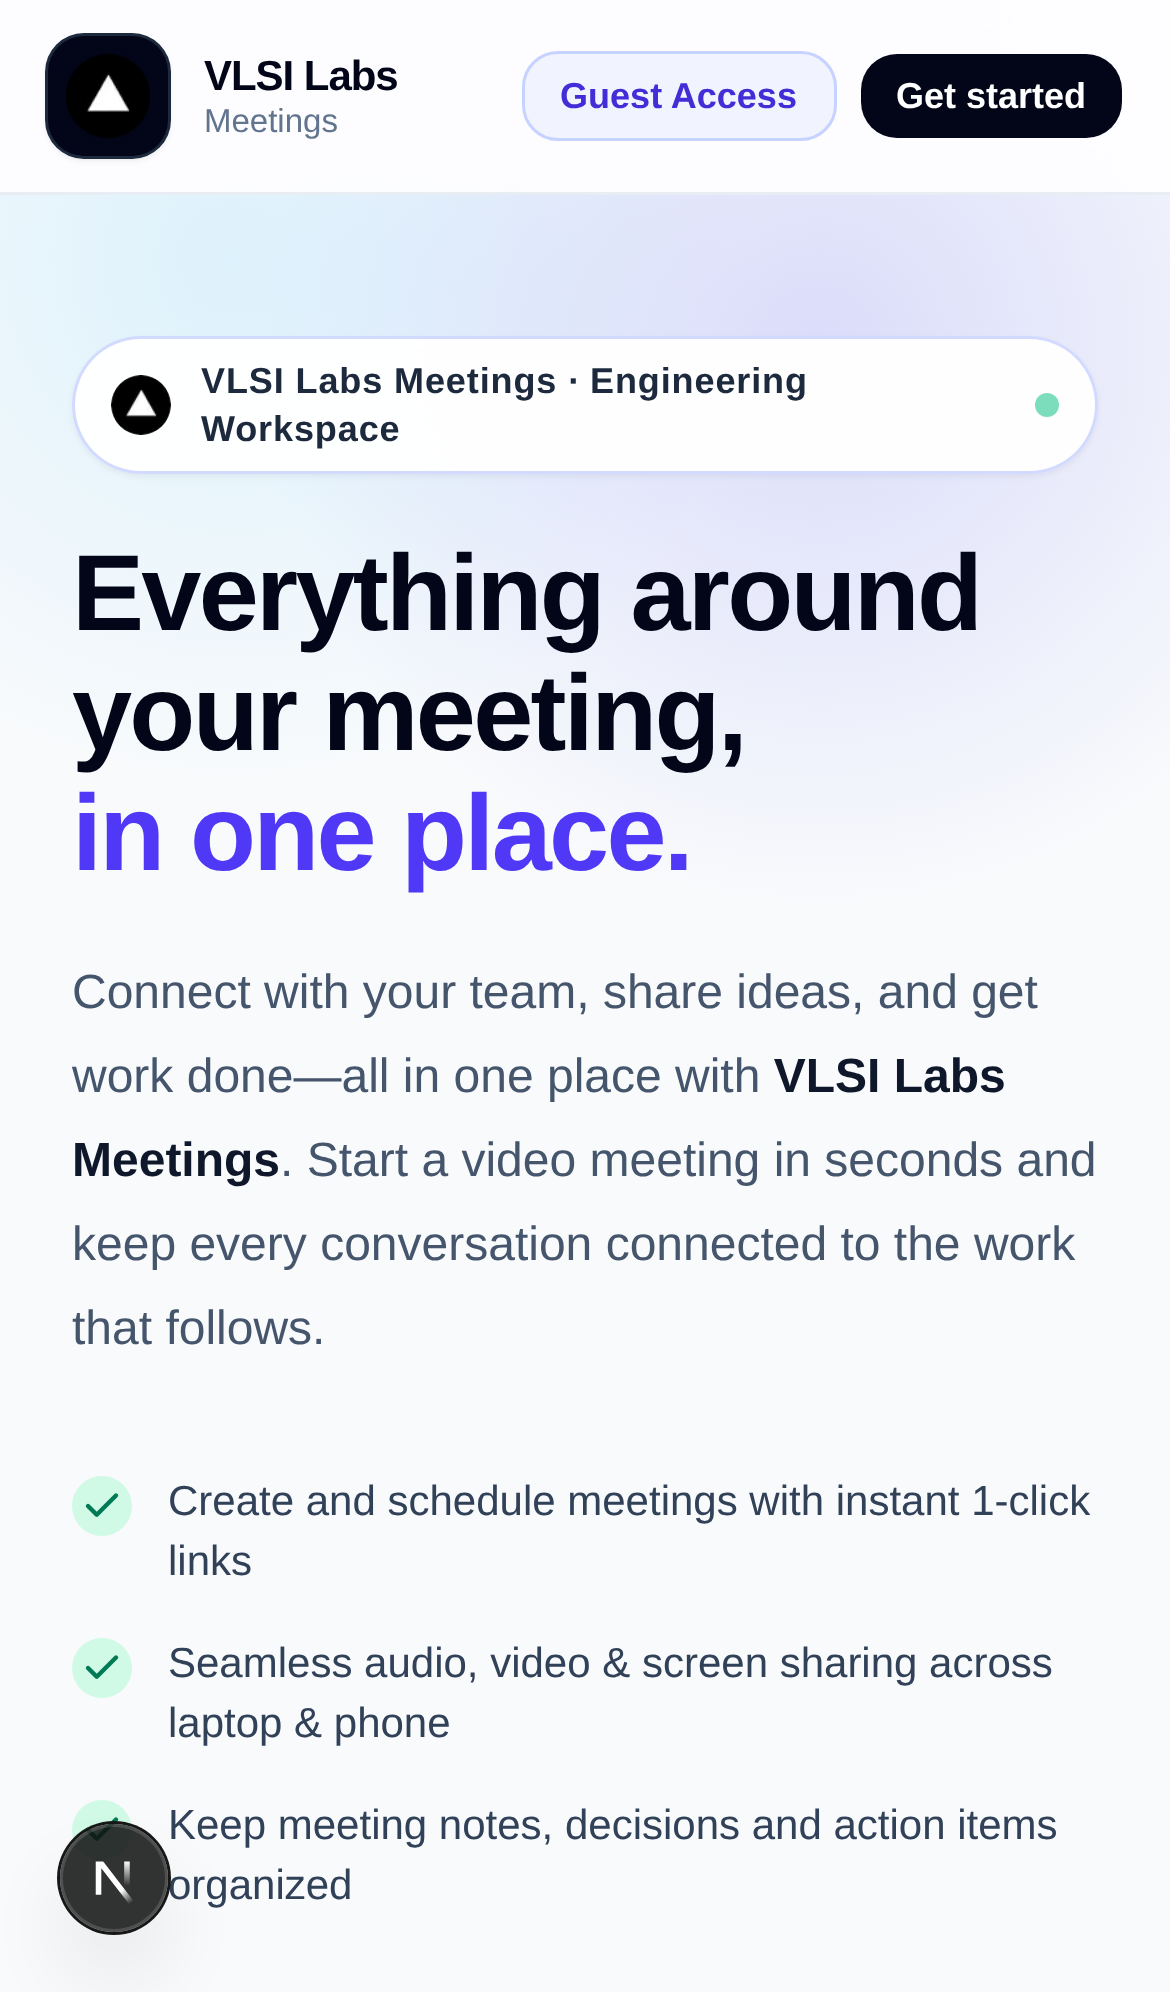 VLSI Labs
Meetings
Guest Access
Get started
VLSI Labs Meetings · Engineering
Workspace
Everything around
your meeting,
in one place.
Connect with your team, share ideas, and get
work done—all in one place with VLSI Labs
Meetings. Start a video meeting in seconds and
keep every conversation connected to the work
that follows.
Create and schedule meetings with instant 1-click
links
Seamless audio, video & screen sharing across
laptop & phone
Keep meeting notes, decisions and action items
organized
N